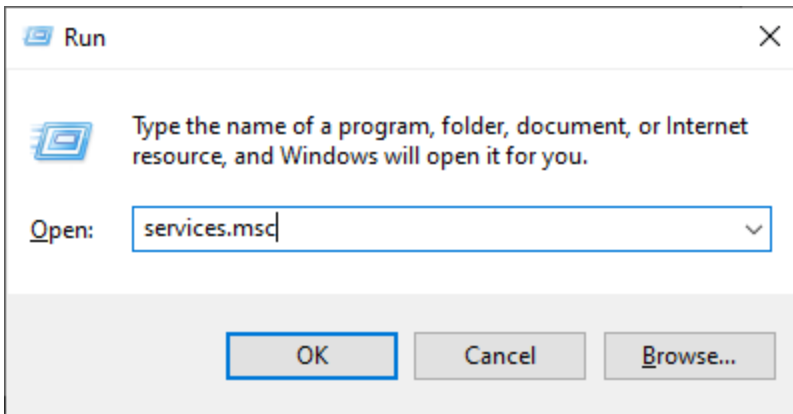 Run
Type the name of a program, folder, document, or Internet
resource, and Windows will open it for you.
Open: services.msc
OK Cancel Browse...